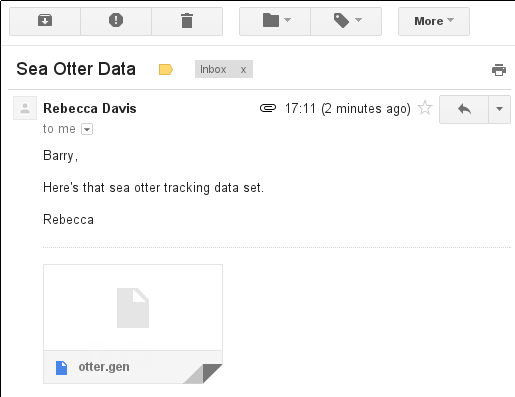 More
Sea Otter Data
Inbox x
Rebecca Davis
17:11 (2 minutes ago)
to me
Barry,
Here's that sea otter tracking data set.
Rebecca
otter.gen